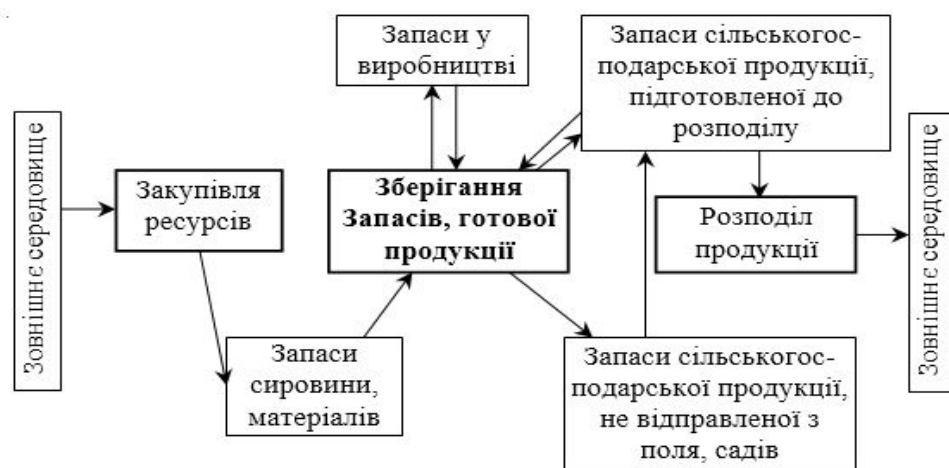 Зовнішнє середовище
Закупівля
ресурсів
Запаси
сировини,
матеріалів
Запаси у
виробництві
Зберігання
Запасів, готової
продукції
Запаси сільськогос-
подарської продукції,
підготовленої до
розподілу
Запаси сільськогос-
подарської продукції,
не відправленої з
поля, садів
Розподіл
продукції
Зовнішнє середовище